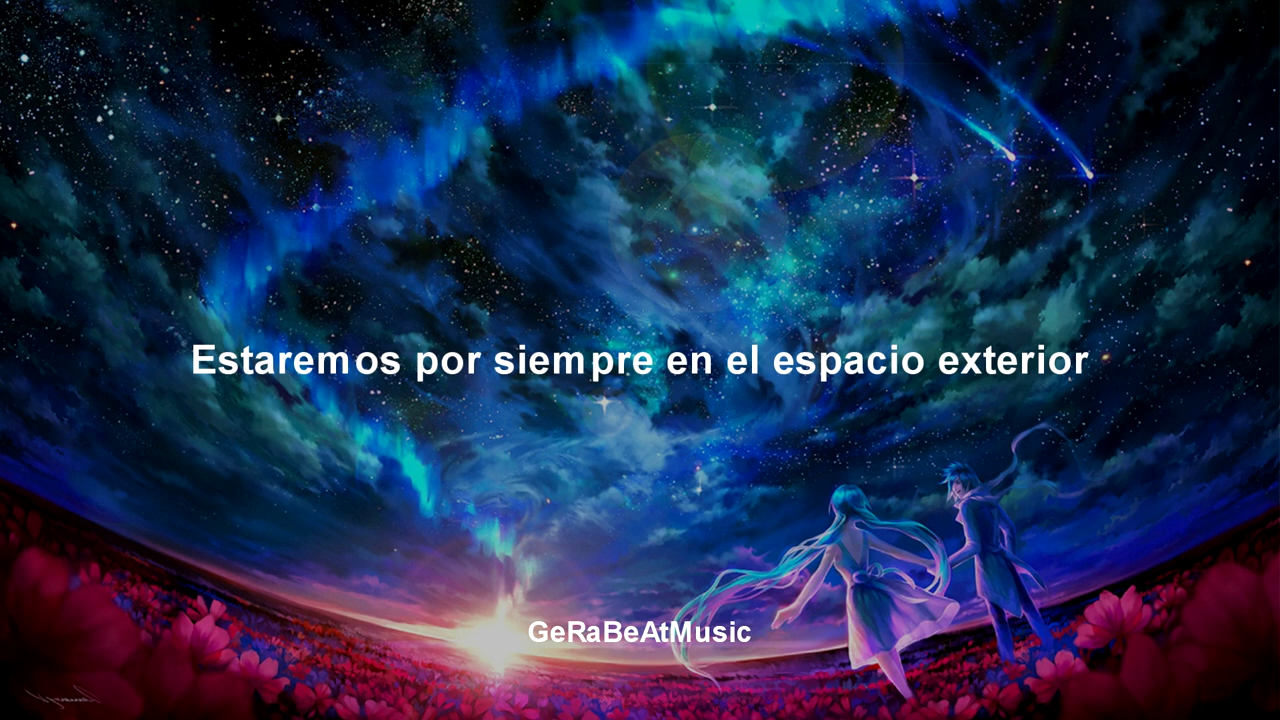 Estaremos por siempre en el espacio exterior
GeRaBeAtMusic